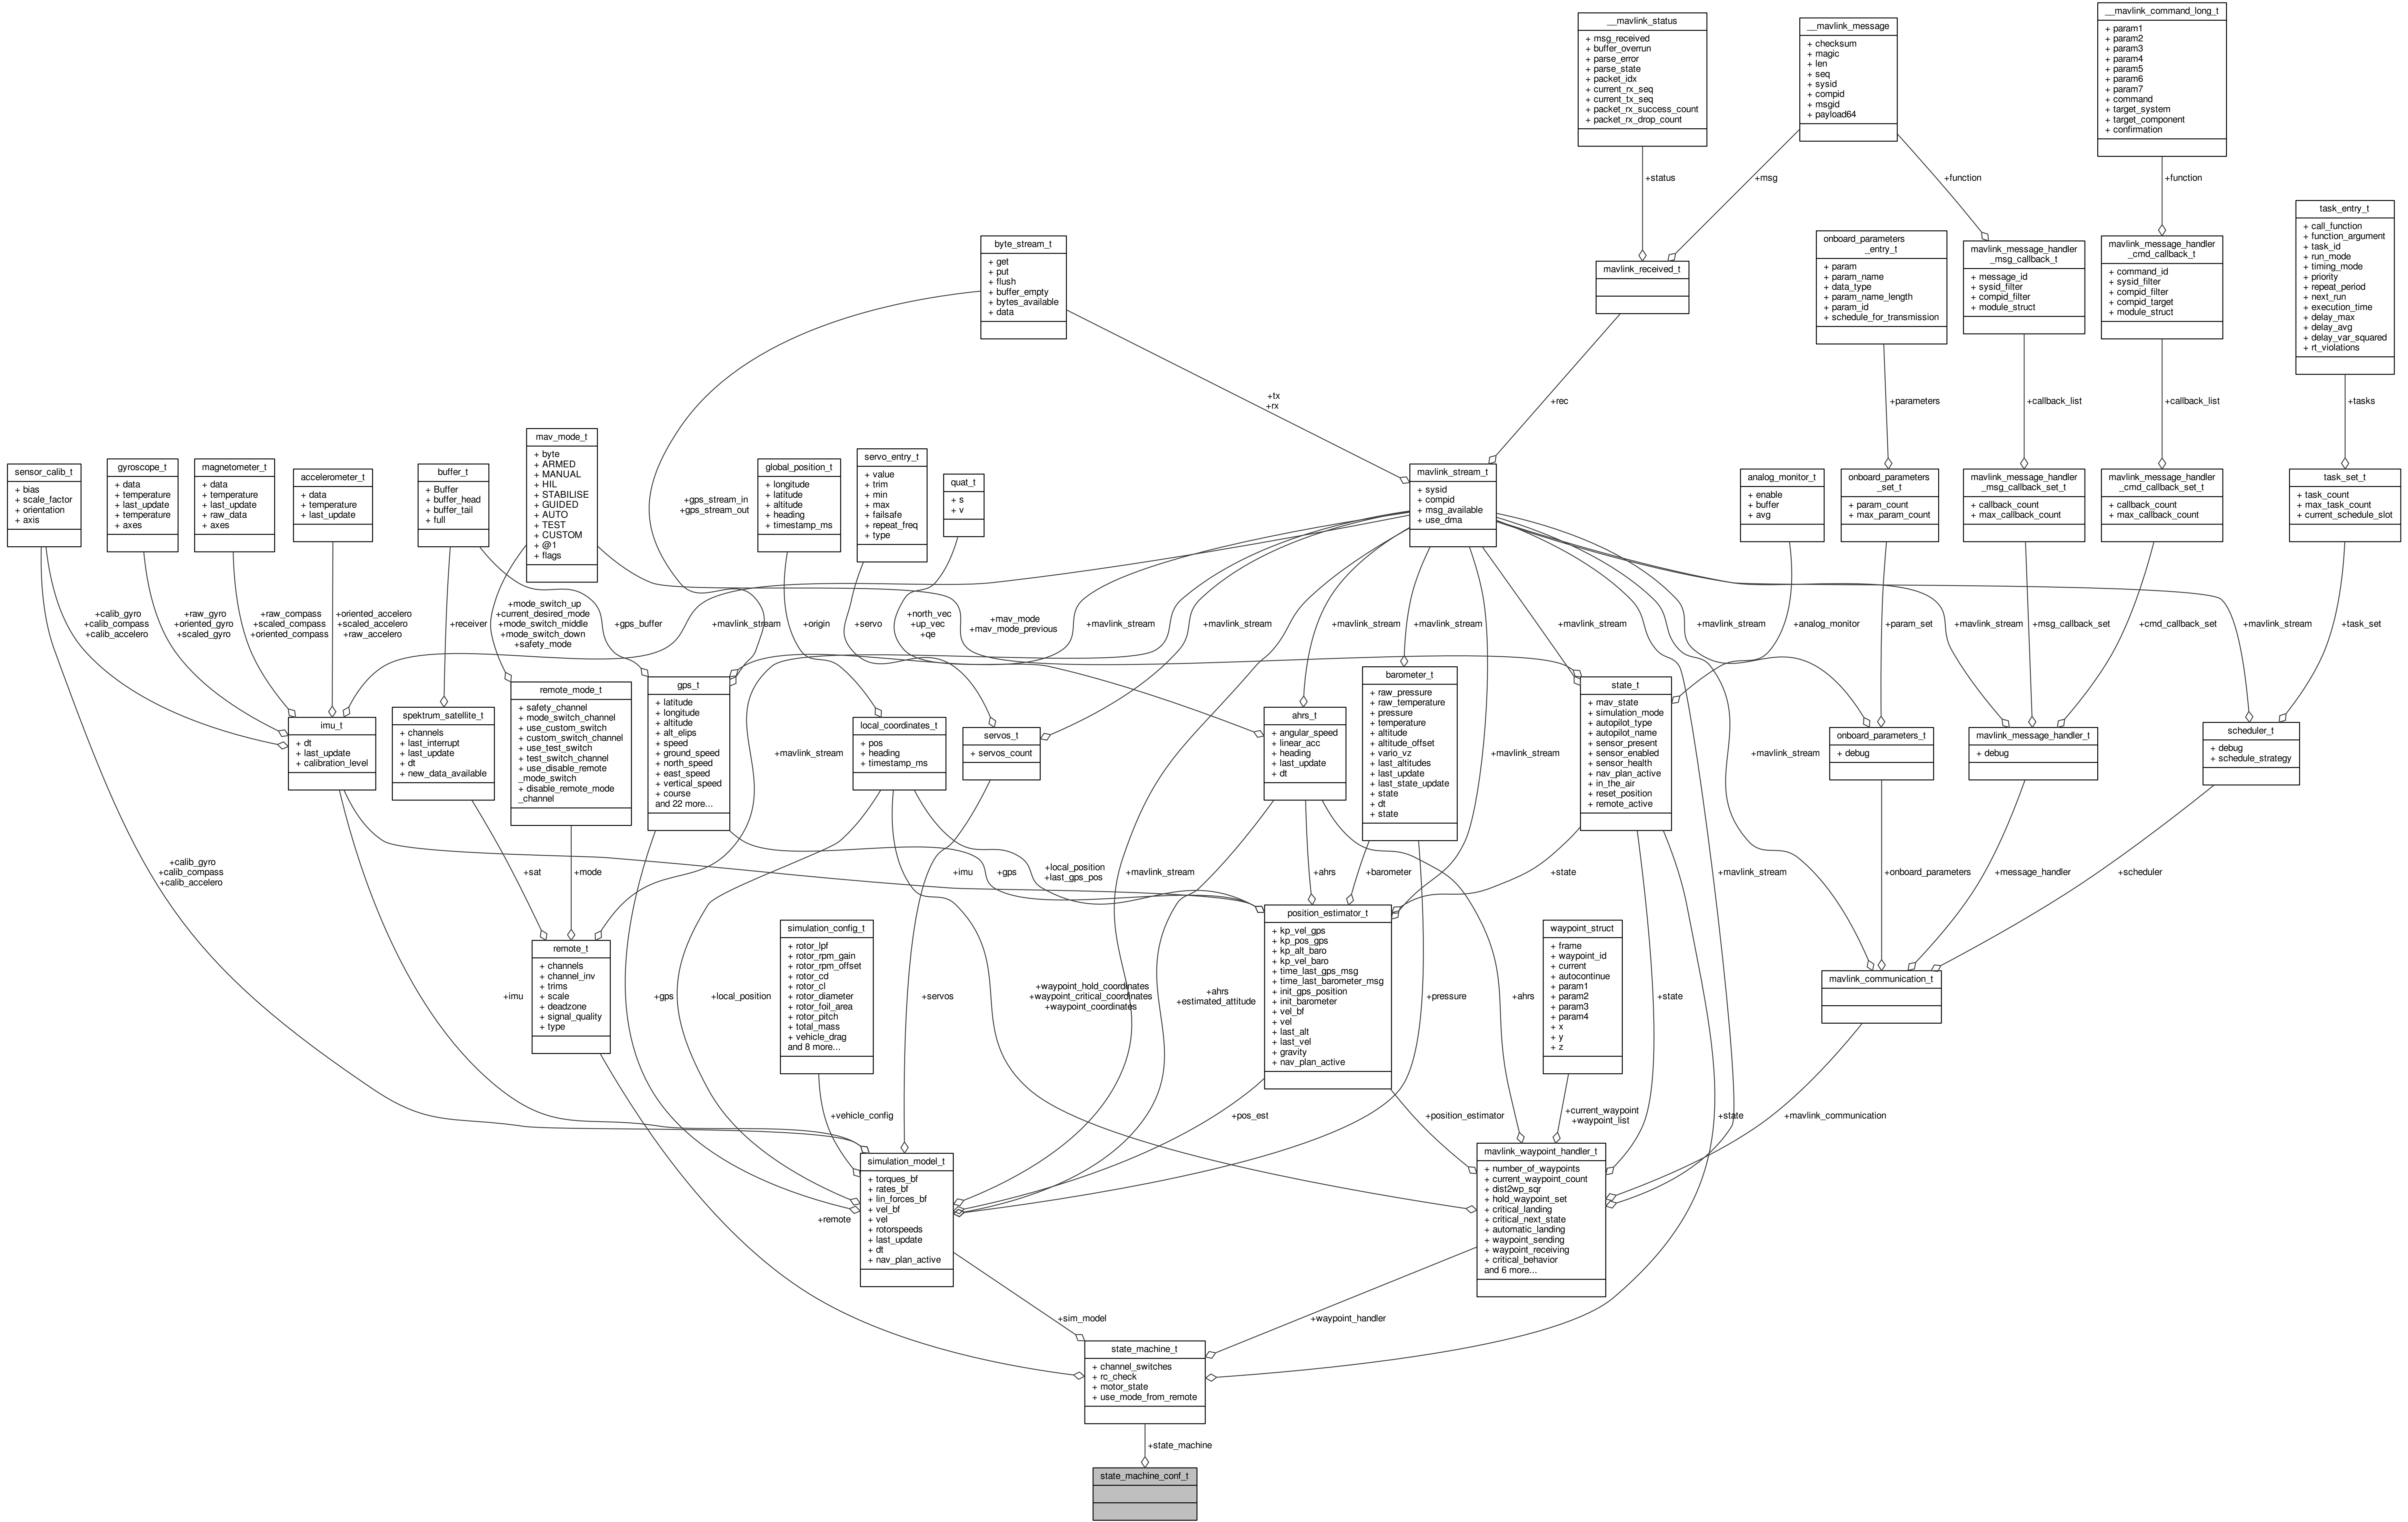 __mavlink_status
+ msg_received
+ buffer_overrun
+ parse_error
+ parse_state
+ packet_idx
+ current_rx_seq
+ current_tx_seq
+ packet_rx_success_count
+ packet_rx_drop_count
__mavlink_message
+ checksum
+ magic
+ len
+ seq
+ sysid
+ compid
+ msgid
+ payload64
__mavlink_command_long_t
+ param1
+ param2
+ param3
+ param4
+ param5
+ param6
+ param7
+ command
+ target_system
+ target_component
+ confirmation
+status
+msg
+function
+function
byte_stream_t
+ get
+ put
+ flush
+ buffer_empty
+ bytes_available
+ data
mavlink_received_t
onboard_parameters
_entry_t
+ param
+ param_name
+ data_type
+ param_name_length
+ param_id
+ schedule_for_transmission
mavlink_message_handler
_msg_callback_t
+ message_id
+ sysid_filter
+ compid_filter
+ module_struct
mavlink_message_handler
_cmd_callback_t
+ command_id
+ sysid_filter
+ compid_filter
+ compid_target
+ module_struct
task_entry_t
+ call_function
+ function_argument
+ task_id
+ run_mode
+ timing_mode
+ priority
+ repeat_period
+ next_run
+ execution_time
+ delay_max
+ delay_avg
+ delay_var_squared
+ rt_violations
+tx
+rx
+rec
+parameters
+callback_list
+callback_list
+tasks
sensor_calib_t
+ bias
+ scale_factor
+ orientation
+ axis
gyroscope_t
+ data
+ temperature
+ last_update
+ temperature
+ axes
magnetometer_t
+ data
+ temperature
+ last_update
+ raw_data
+ axes
accelerometer_t
+ data
+ temperature
+ last_update
buffer_t
+ Buffer
+ buffer_head
+ buffer_tail
+ full
mav_mode_t
+ byte
+ ARMED
+ MANUAL
+ HIL
+ STABILISE
+ GUIDED
+ AUTO
+ TEST
+ CUSTOM
+ @1
+ flags
+gps_stream_in
+gps_stream_out
global_position_t
+ longitude
+ latitude
+ altitude
+ heading
+ timestamp_ms
servo_entry_t
+ value
+ trim
+ min
+ max
+ failsafe
+ repeat_freq
+ type
quat_t
+ s
+ v
mavlink_stream_t
+ sysid
+ compid
+ msg_available
+ use_dma
analog_monitor_t
+ enable
+ buffer
+ avg
onboard_parameters
_set_t
+ param_count
+ max_param_count
mavlink_message_handler
_msg_callback_set_t
+ callback_count
+ max_callback_count
mavlink_message_handler
_cmd_callback_set_t
+ callback_count
+ max_callback_count
task_set_t
+ task_count
+ max_task_count
+ current_schedule_slot
+calib_gyro
+calib_compass
+calib_accelero
+raw_gyro
+oriented_gyro
+scaled_gyro
+raw_compass
+scaled_compass
+oriented_compass
+oriented_accelero
+scaled_accelero
+raw_accelero
+receiver
+mode_switch_up
+current_desired_mode
+mode_switch_middle
+mode_switch_down
+safety_mode
+gps_buffer
+mavlink_stream
+origin
+servo
+north_vec
+up_vec
+qe
+mav_mode
+mav_mode_previous
+mavlink_stream
+mavlink_stream
+mavlink_stream
+mavlink_stream
+mavlink_stream
+analog_monitor
+mavlink_stream
+param_set
+mavlink_stream
+msg_callback_set
+cmd_callback_set
+mavlink_stream
+task_set
imu_t
+ dt
+ last_update
+ calibration_level
spektrum_satellite_t
+ channels
+ last_interrupt
+ last_update
+ dt
+ new_data_available
remote_mode_t
+ safety_channel
+ mode_switch_channel
+ use_custom_switch
+ custom_switch_channel
+ use_test_switch
+ test_switch_channel
+ use_disable_remote
_mode_switch
+ disable_remote_mode
_channel
gps_t
+ latitude
+ longitude
+ altitude
+ alt_elips
+ speed
+ ground_speed
+ north_speed
+ east_speed
+ vertical_speed
+ course
and 22 more...
+mavlink_stream
local_coordinates_t
+ pos
+ heading
+ timestamp_ms
servos_t
+ servos_count
ahrs_t
+ angular_speed
+ linear_acc
+ heading
+ last_update
+ dt
barometer_t
+ raw_pressure
+ raw_temperature
+ pressure
+ temperature
+ altitude
+ altitude_offset
+ vario_vz
+ last_altitudes
+ last_update
+ last_state_update
+ state
+ dt
+ state
+mavlink_stream
state_t
+ mav_state
+ simulation_mode
+ autopilot_type
+ autopilot_name
+ sensor_present
+ sensor_enabled
+ sensor_health
+ nav_plan_active
+ in_the_air
+ reset_position
+ remote_active
+mavlink_stream
onboard_parameters_t
+ debug
mavlink_message_handler_t
+ debug
scheduler_t
+ debug
+ schedule_strategy
+calib_gyro
+calib_compass
+calib_accelero
+sat
+mode
+imu
+gps
+local_position
+last_gps_pos
+mavlink_stream
+ahrs
+barometer
+state
+mavlink_stream
+onboard_parameters
+message_handler
+scheduler
remote_t
+ channels
+ channel_inv
+ trims
+ scale
+ deadzone
+ signal_quality
+ type
simulation_config_t
+ rotor_lpf
+ rotor_rpm_gain
+ rotor_rpm_offset
+ rotor_cd
+ rotor_cl
+ rotor_diameter
+ rotor_foil_area
+ rotor_pitch
+ total_mass
+ vehicle_drag
and 8 more...
position_estimator_t
+ kp_vel_gps
+ kp_pos_gps
+ kp_alt_baro
+ kp_vel_baro
+ time_last_gps_msg
+ time_last_barometer_msg
+ init_gps_position
+ init_barometer
+ vel_bf
+ vel
+ last_alt
+ last_vel
+ gravity
+ nav_plan_active
waypoint_struct
+ frame
+ waypoint_id
+ current
+ autocontinue
+ param1
+ param2
+ param3
+ param4
+ x
+ y
+ z
mavlink_communication_t
+imu
+gps
+local_position
+servos
+waypoint_hold_coordinates
+waypoint_critical_coordinates
+waypoint_coordinates
+ahrs
+estimated_attitude
+pressure
+ahrs
+state
+vehicle_config
+pos_est
+position_estimator
+current_waypoint
+waypoint_list
+state
+mavlink_communication
+remote
simulation_model_t
+ torques_bf
+ rates_bf
+ lin_forces_bf
+ vel_bf
+ vel
+ rotorspeeds
+ last_update
+ dt
+ nav_plan_active
mavlink_waypoint_handler_t
+ number_of_waypoints
+ current_waypoint_count
+ dist2wp_sqr
+ hold_waypoint_set
+ critical_landing
+ critical_next_state
+ automatic_landing
+ waypoint_sending
+ waypoint_receiving
+ critical_behavior
and 6 more...
+sim_model
+waypoint_handler
state_machine_t
+ channel_switches
+ rc_check
+ motor_state
+ use_mode_from_remote
+state_machine
state_machine_conf_t